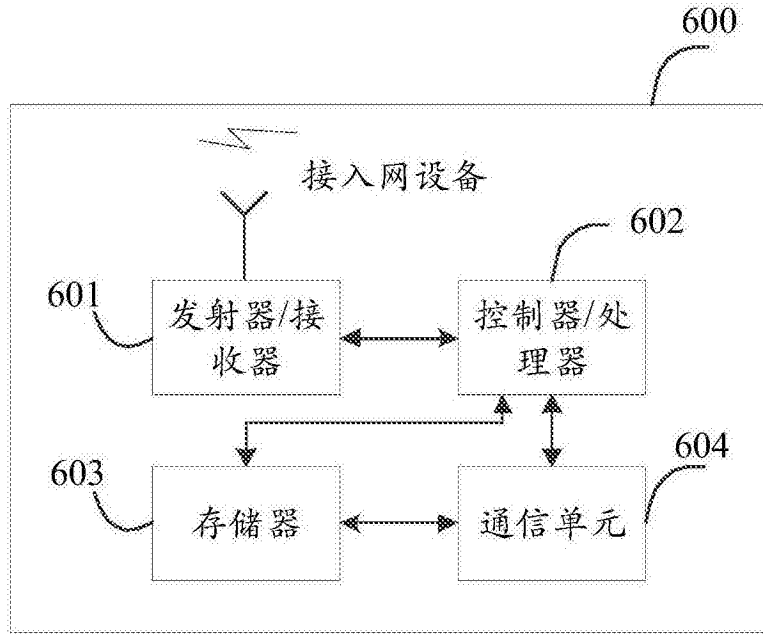 600
接入网设备
602
601
发射器/接
收器
控制器/处
理器
604
603
存储器
通信单元